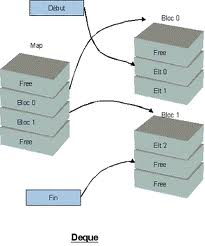 Début
Bloc 0
Map
Free
Elt 0
Elt 1
Free
Bloc 0
Bloc 1
Free
Bloc 1
Elt 2
Free
Free
Fin
Deque